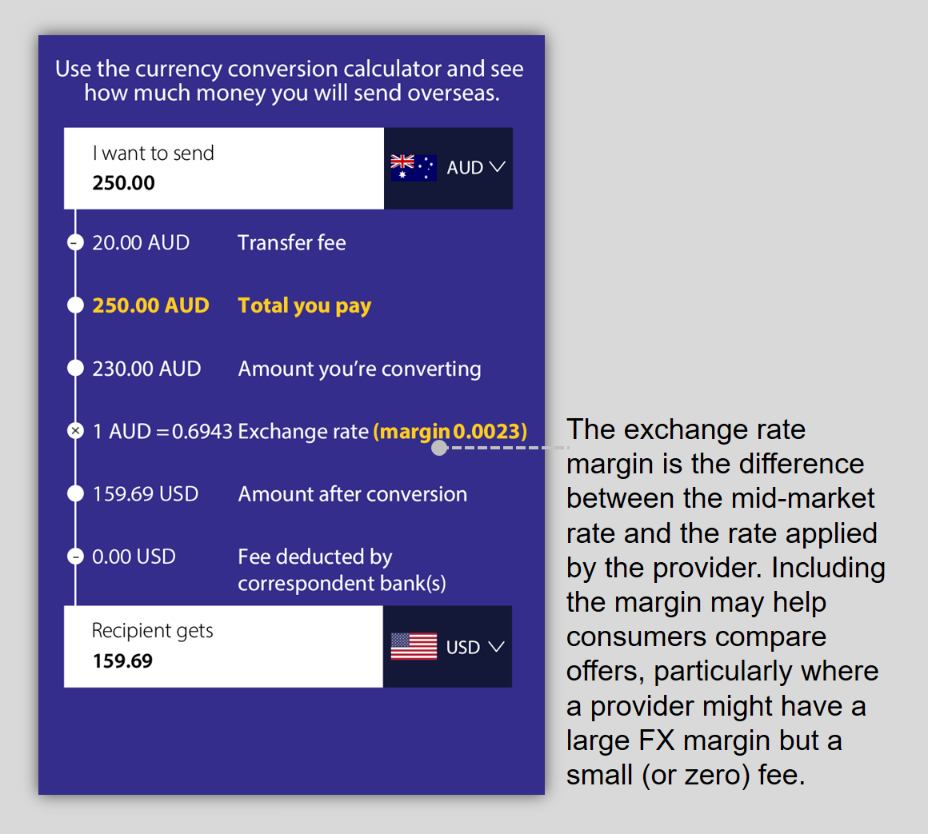 Use the currency conversion calculator and see
how much money you will send overseas.
I want to send
250.00
AUD
20.00 AUD Transfer fee
250.00 AUD Total you pay
230.00 AUD Amount you're converting
1 AUD = 0.6943 Exchange rate (margin 0.0023)
159.69 USD Amount after conversion
0.00 USD Fee deducted by
correspondent bank(s)
Recipient gets
159.69
USD
The exchange rate
margin is the difference
between the mid-market
rate and the rate applied
by the provider. Including
the margin may help
consumers compare
offers, particularly where
a provider might have a
large FX margin but a
small (or zero) fee.